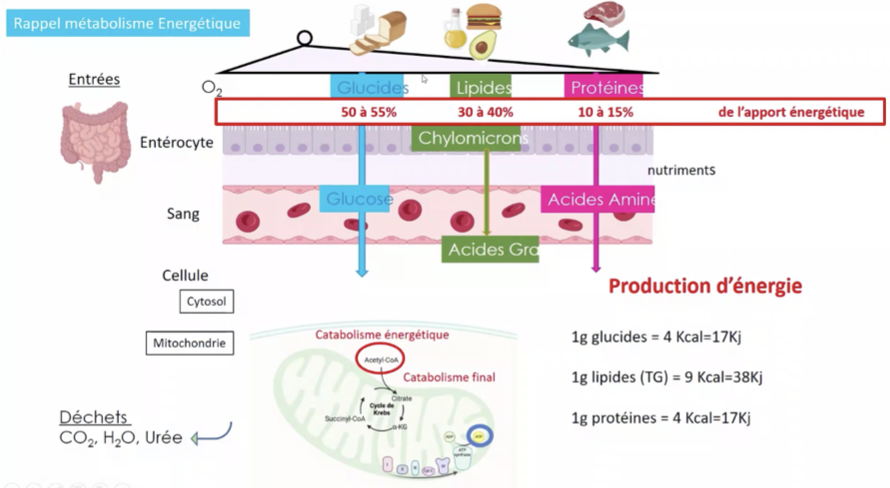 Rappel métabolisme Energétique
Entrées
O₂
Glucides
Lipides
Protéines
50 à 55%
30 à 40%
10 à 15%
de l'apport énergétique
Entérocyte
Chylomicrons
nutriments
Sang
Glucose
Acides Amine
Acides Gra
Cellule
Cytosol
Mitochondrie
Production d'énergie
Catabolisme énergétique
Acetyl-CoA
Catabolisme final
Citrate
Cycle de
Krebs
Succinyl-CoA
α-KG
ATP
synthase
1g glucides = 4 Kcal=17Kj
1g lipides (TG) = 9 Kcal=38Kj
1g protéines = 4 Kcal=17Kj
Déchets
CO₂, H₂O, Urée